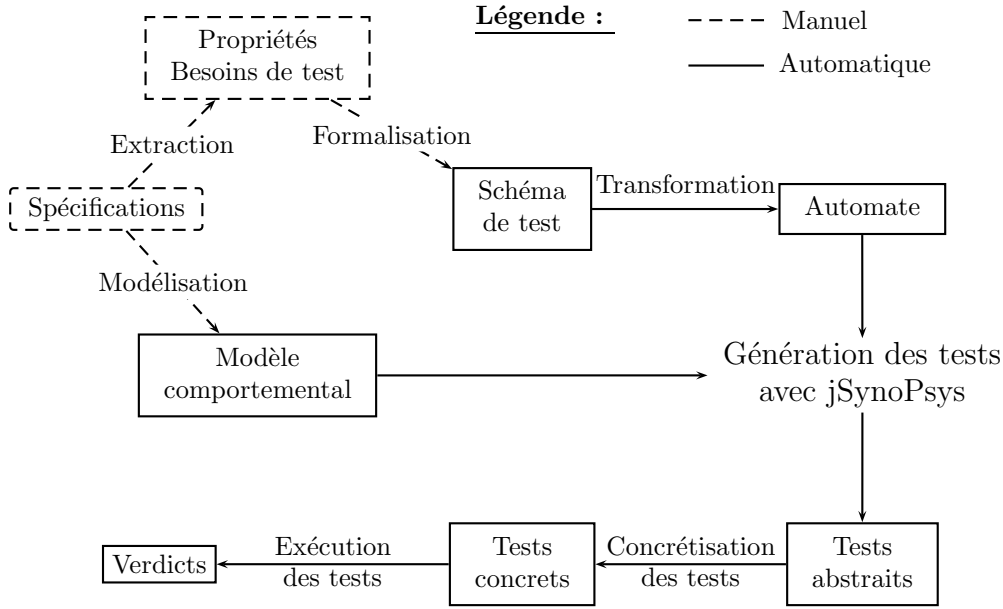 Légende :
Manuel
Automatique
Propriétés
Besoins de test
Extraction
Formalisation
Spécifications
Schéma
de test
Transformation
Automate
Modélisation
Modèle
comportemental
Génération des tests
avec jSynoPsys
Verdicts
Exécution
des tests
Tests
concrets
Concrétisation
des tests
Tests
abstraits